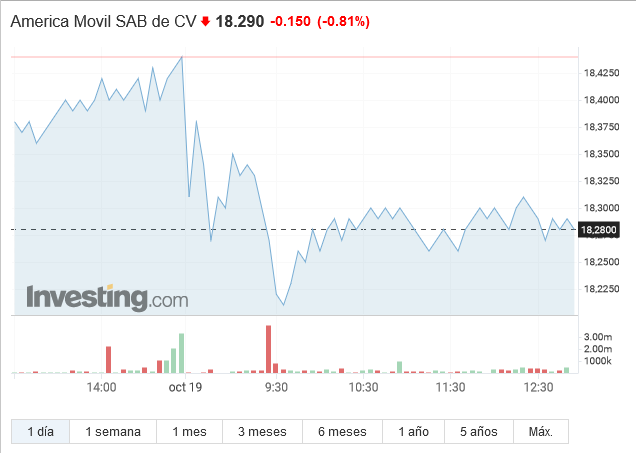 America Movil SAB de CV 18.290 -0.150 (-0.81%)
18,4250
18,4000
18,3750
18,3500
18,3250
18,3000
18,2800
18,2500
18,2250
Investing.com
3.00m
2.00m
1000k
14:00 oct 19 9:30 10:30 11:30 12:30
1 día 1 semana 1 mes 3 meses 6 meses 1 año 5 años Máx.